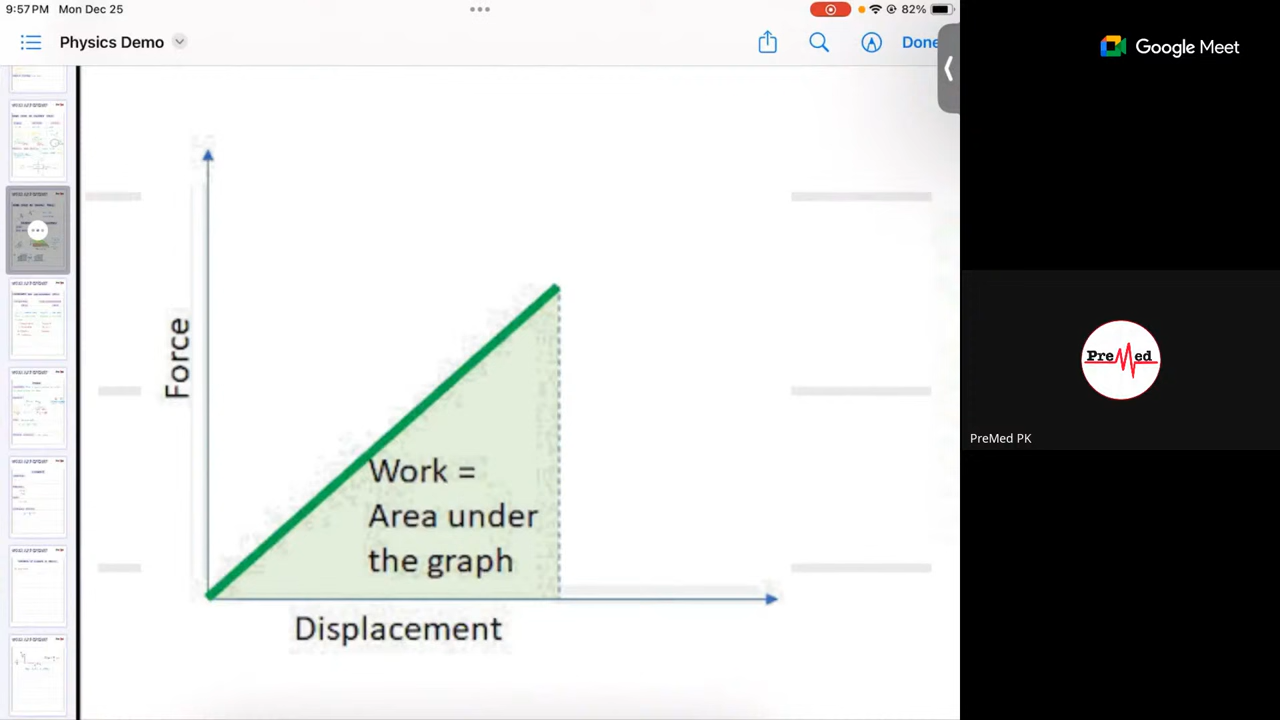 9:57 PM Mon Dec 25
82%
Physics Demo
Done
Google Meet
Force
Work =
Area under
the graph
Displacement
PreMed
PreMed PK